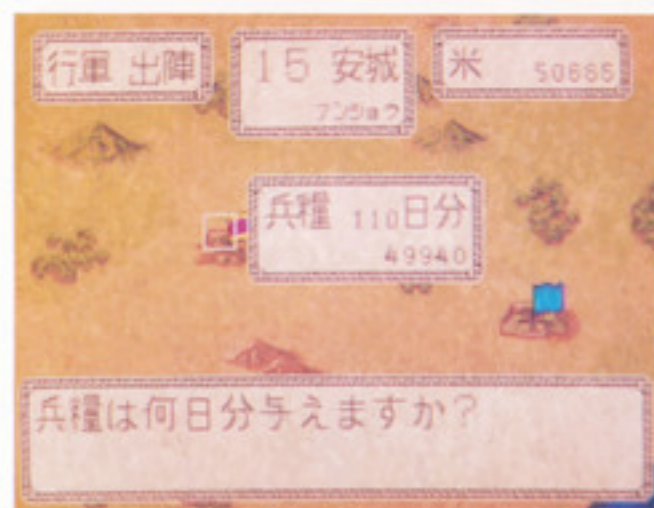 行軍 出陣
15 安城
アンジョウ
米 50666
兵糧 110日分
49940
兵糧は何日分与えますか？